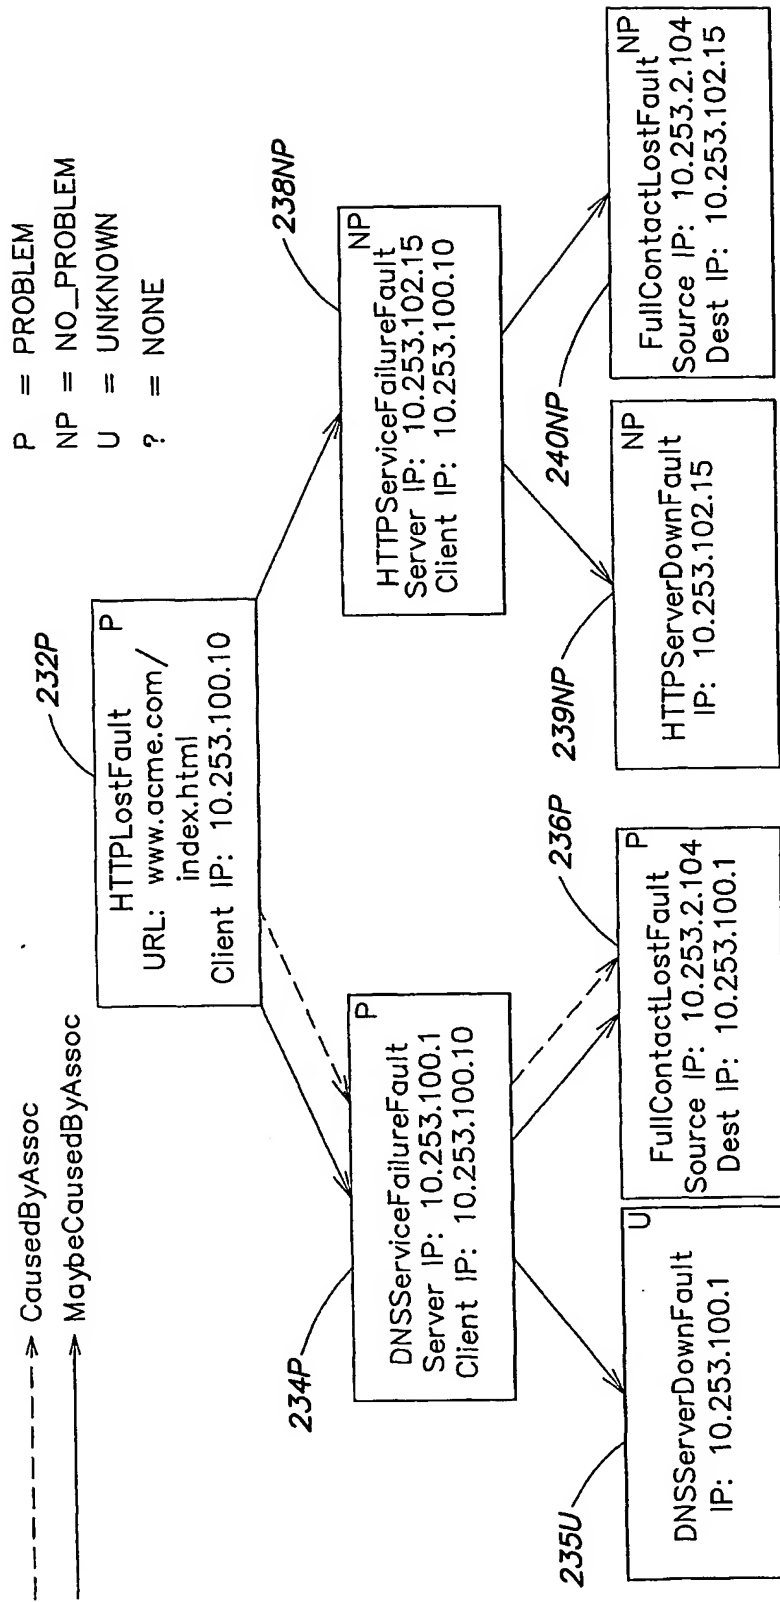 CausedByAssoc
MaybeCausedByAssoc
P = PROBLEM
NP = NO_PROBLEM
U = UNKNOWN
? = NONE
232P
HTTPLostFault
P
URL: www.acme.com/
index.html
Client IP: 10.253.100.10
234P
DNSServiceFailureFault
P
Server IP: 10.253.100.1
Client IP: 10.253.100.10
238NP
HTTPServiceFailureFault
NP
Server IP: 10.253.102.15
Client IP: 10.253.100.10
235U
DNSServerDownFault
U
IP: 10.253.100.1
236P
FullContactLostFault
P
Source IP: 10.253.2.104
Dest IP: 10.253.100.1
239NP
HTTPServerDownFault
NP
IP: 10.253.102.15
240NP
FullContactLostFault
NP
Source IP: 10.253.2.104
Dest IP: 10.253.102.15